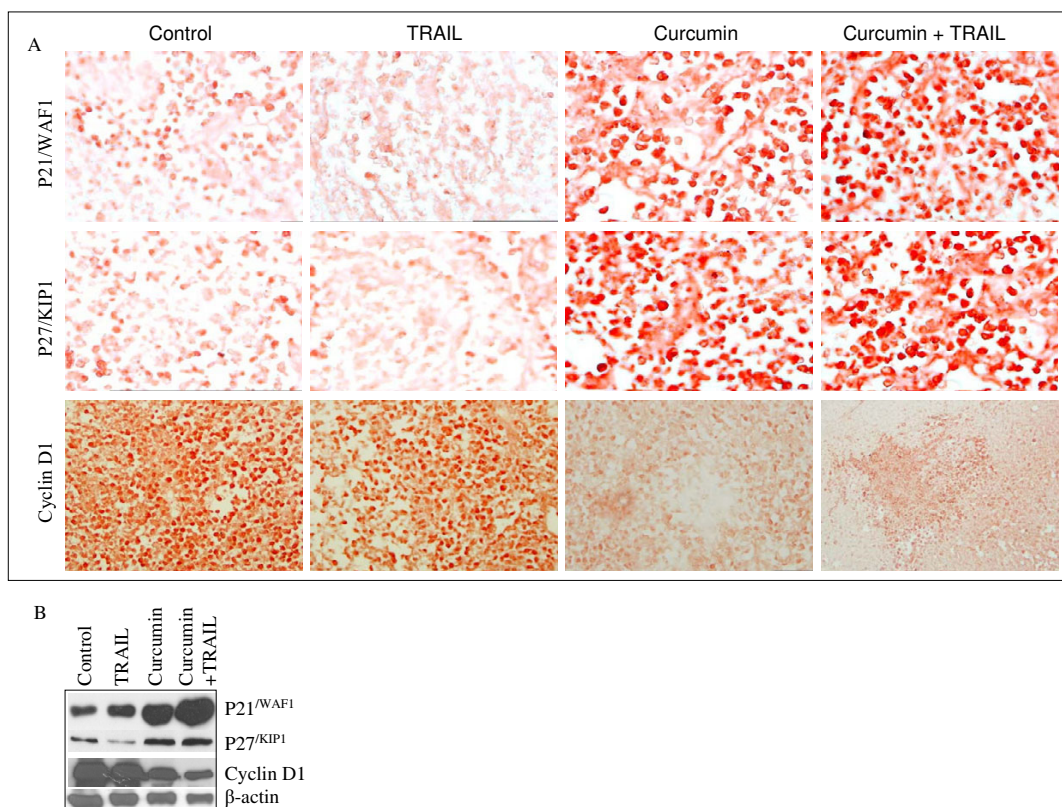 A
Control TRAIL Curcumin Curcumin + TRAIL
P21/WAF1
P27/KIP1
Cyclin D1
B
Control
TRAIL
Curcumin
Curcumin
+TRAIL
P21/WAF1
P27/KIP1
Cyclin D1
β-actin